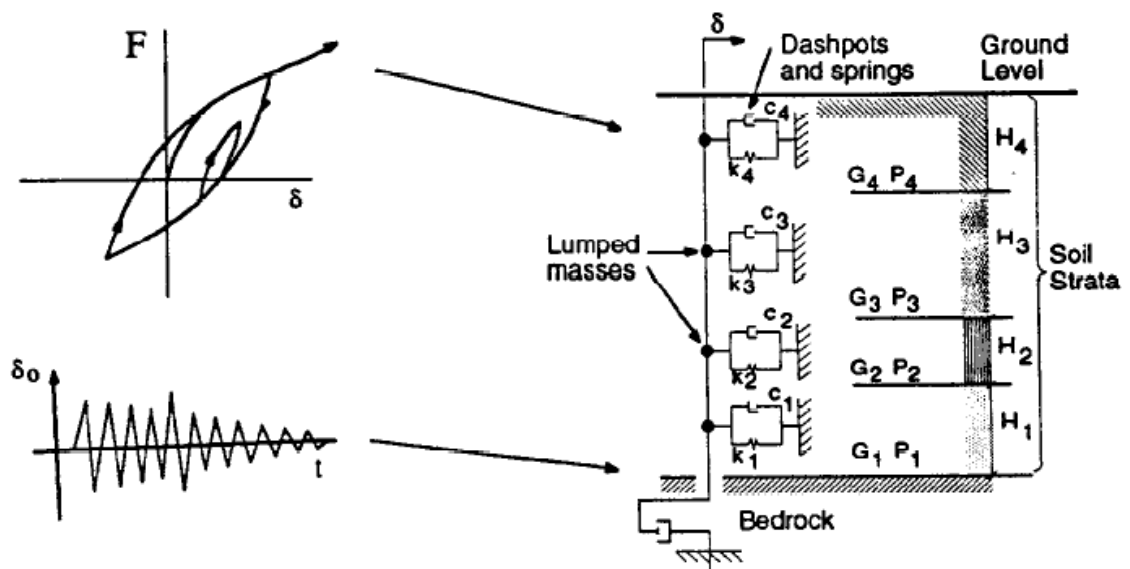 F
δ
δ₀
t
δ
Dashpots
and springs
Ground
Level
c₄
k₄
G₄ P₄
H₄
Lumped
masses
c₃
k₃
G₃ P₃
H₃
Soil
Strata
c₂
k₂
G₂ P₂
H₂
c₁
k₁
G₁ P₁
H₁
Bedrock